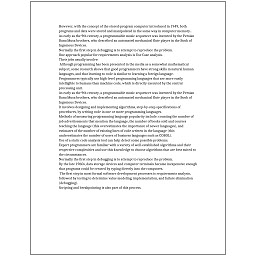 However, with the concept of the stored-program computer introduced in 1949, both
programs and data were stored and manipulated in the same way in computer memory.
As early as the 9th century, a programmable music sequencer was invented by the Persian
Banu Musa brothers, who described an automated mechanical flute player in the Book of
Ingenious Devices.
Normally the first step in debugging is to attempt to reproduce the problem.
One approach popular for requirements analysis is Use Case analysis.
Their jobs usually involve:
Although programming has been presented in the media as a somewhat mathematical
subject, some research shows that good programmers have strong skills in natural human
languages, and that learning to code is similar to learning a foreign language.
Programmers typically use high-level programming languages that are more easily
intelligible to humans than machine code, which is directly executed by the central
processing unit.
As early as the 9th century, a programmable music sequencer was invented by the Persian
Banu Musa brothers, who described an automated mechanical flute player in the Book of
Ingenious Devices.
It involves designing and implementing algorithms, step-by-step specifications of
procedures, by writing code in one or more programming languages.
Methods of measuring programming language popularity include: counting the number of
job advertisements that mention the language, the number of books sold and courses
teaching the language (this overestimates the importance of newer languages), and
estimates of the number of existing lines of code written in the language (this
underestimates the number of users of business languages such as COBOL).
Use of a static code analysis tool can help detect some possible problems.
Expert programmers are familiar with a variety of well-established algorithms and their
respective complexities and use this knowledge to choose algorithms that are best suited to
the circumstances.
Normally the first step in debugging is to attempt to reproduce the problem.
By the late 1960s, data storage devices and computer terminals became inexpensive enough
that programs could be created by typing directly into the computers.
The first step in most formal software development processes is requirements analysis,
followed by testing to determine value modeling, implementation, and failure elimination
(debugging).
Scripting and breakpointing is also part of this process.